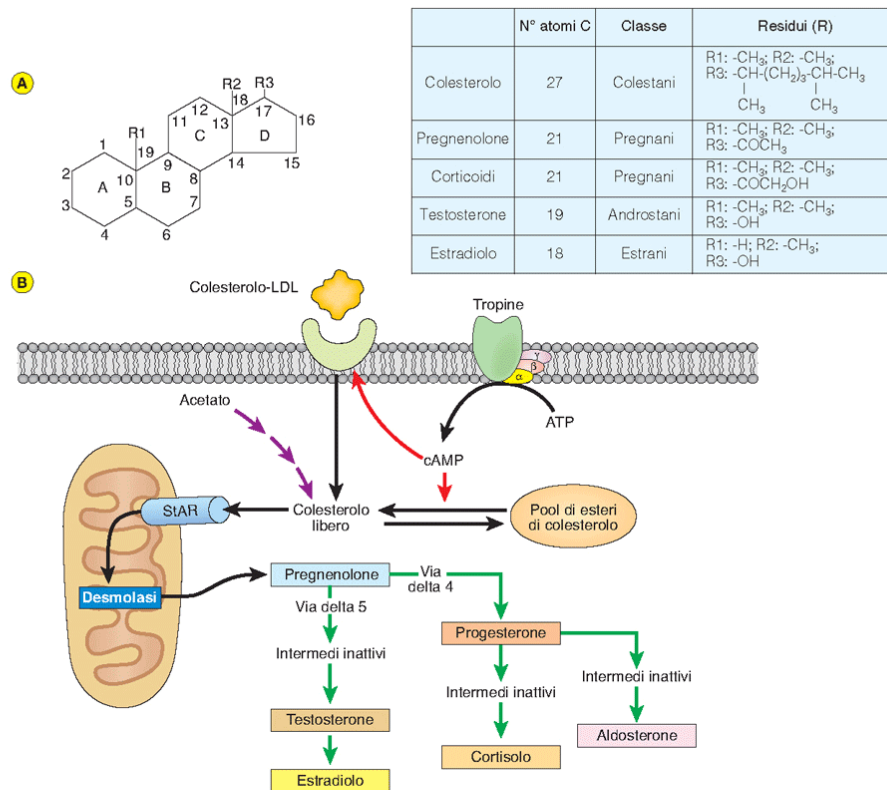 A
R1
R2
R3
1
2
3
4
5
6
7
8
9
10
11
12
13
14
15
16
17
18
19
A
B
C
D
N° atomi C
Classe
Residui (R)
Colesterolo
27
Colestani
R1: -CH₃; R2: -CH₃;
R3: -CH-(CH₂)₃-CH-CH₃
CH₃
CH₃
Pregnenolone
21
Pregnani
R1: -CH₃; R2: -CH₃;
R3: -COCH₃
Corticoidi
21
Pregnani
R1: -CH₃; R2: -CH₃;
R3: -COCH₂OH
Testosterone
19
Androstani
R1: -CH₃; R2: -CH₃;
R3: -OH
Estradiolo
18
Estrani
R1: -H; R2: -CH₃;
R3: -OH
B
Colesterolo-LDL
Tropine
γ
β
α
Acetato
ATP
cAMP
StAR
Colesterolo
libero
Pool di esteri
di colesterolo
Desmolasi
Pregnenolone
Via
delta 4
Via delta 5
Progesterone
Intermedi inattivi
Intermedi inattivi
Intermedi inattivi
Testosterone
Aldosterone
Cortisolo
Estradiolo